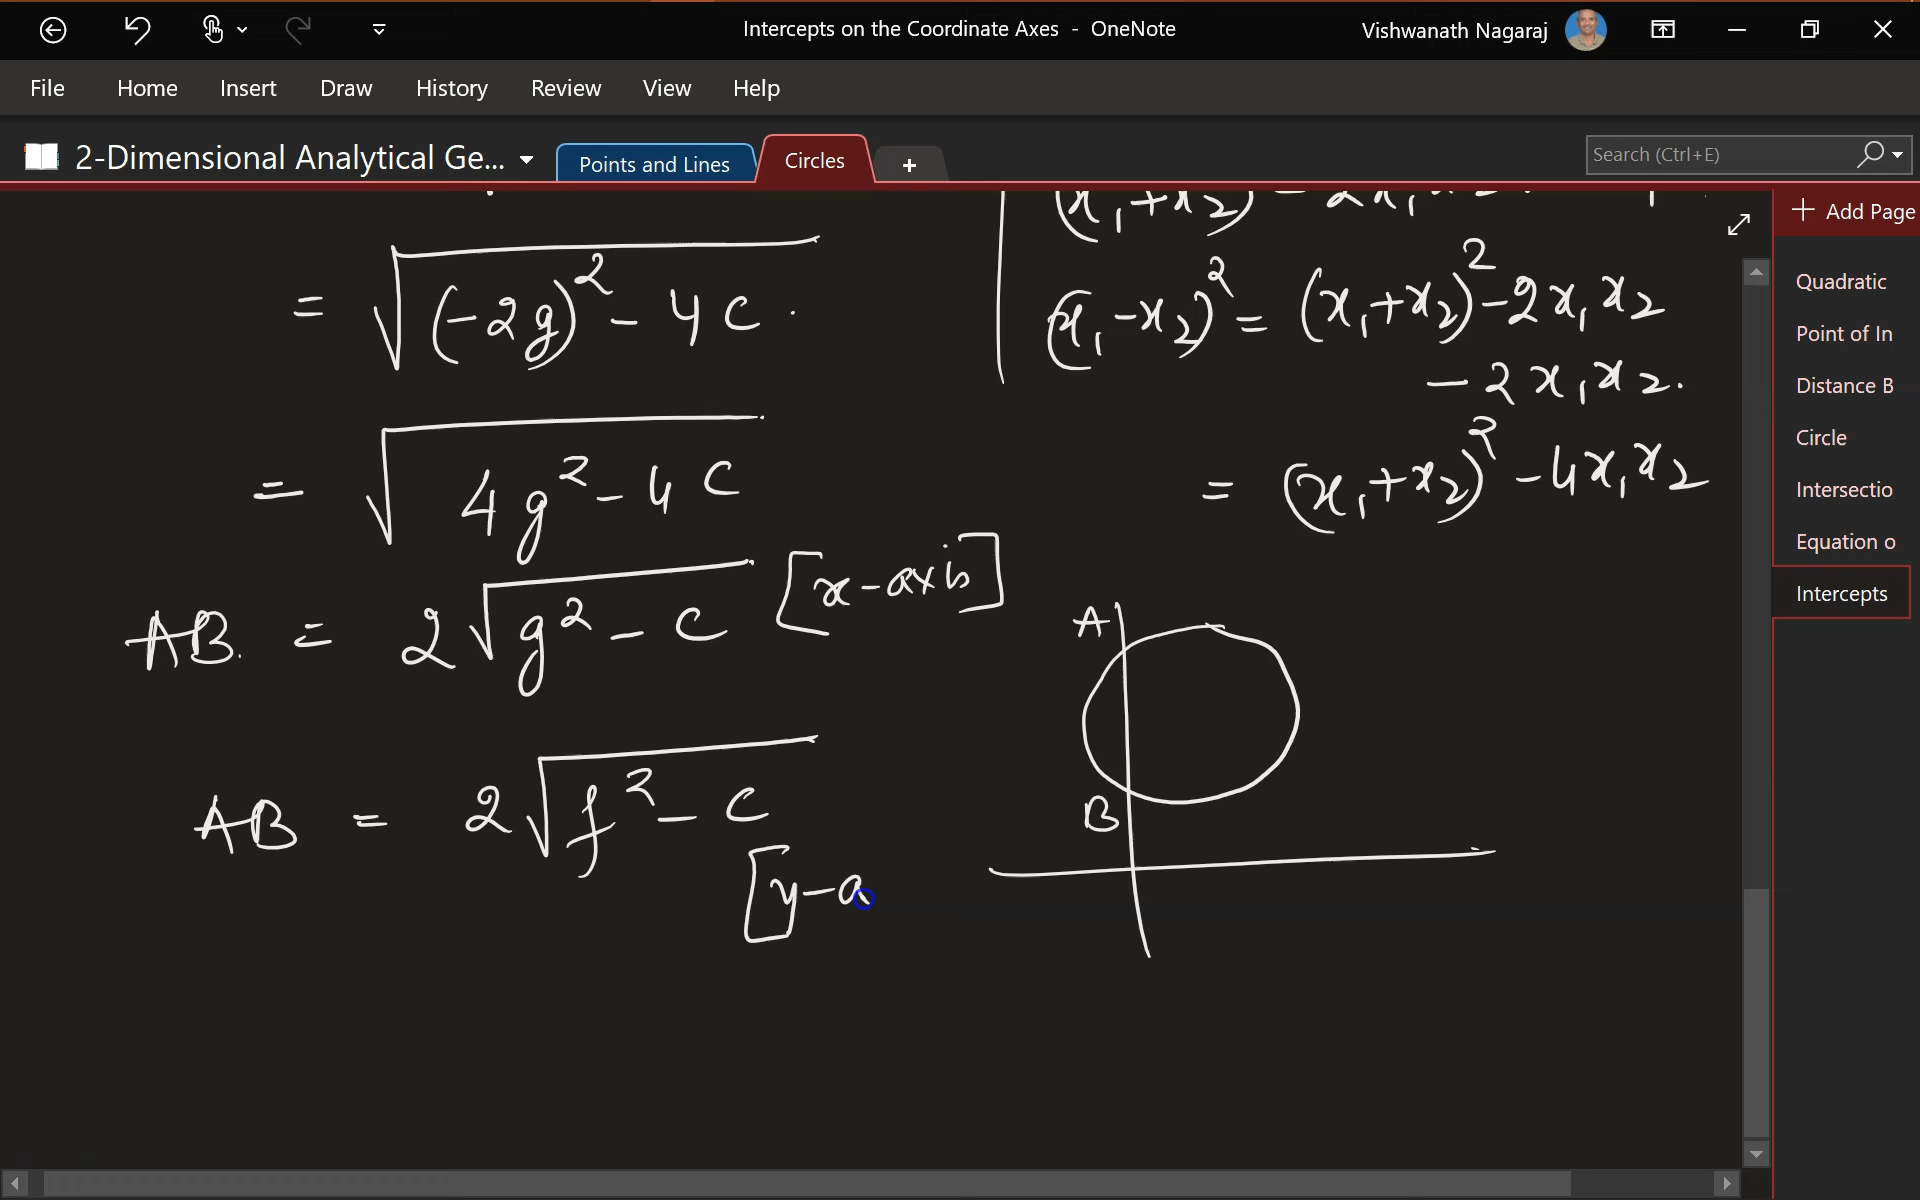 Intercepts on the Coordinate Axes - OneNote
Vishwanath Nagaraj
File Home Insert Draw History Review View Help
2-Dimensional Analytical Ge...
Points and Lines
Circles
+
Search (Ctrl+E)
= √(-2g)² - 4c .
= √4g² - 4c
AB. = 2√g² - c [x-axis]
AB = 2√f² - c
[y-a
(x₁-x₂)² = (x₁+x₂)² - 2x₁x₂
- 2x₁x₂.
= (x₁+x₂)² - 4x₁x₂
A
B
+ Add Page
Quadratic
Point of In
Distance B
Circle
Intersectio
Equation o
Intercepts